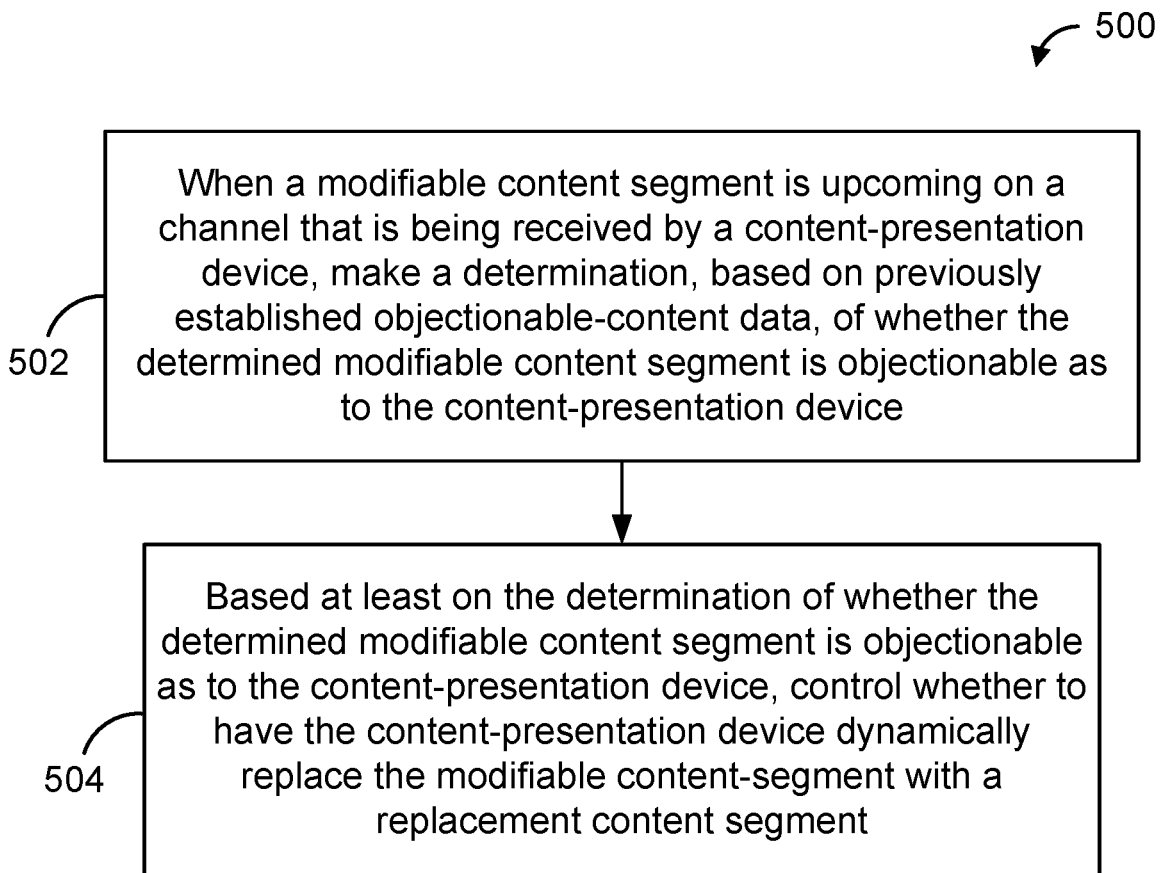 500
When a modifiable content segment is upcoming on a
channel that is being received by a content-presentation
device, make a determination, based on previously
established objectionable-content data, of whether the
determined modifiable content segment is objectionable as
to the content-presentation device
502
Based at least on the determination of whether the
determined modifiable content segment is objectionable
as to the content-presentation device, control whether to
have the content-presentation device dynamically
replace the modifiable content-segment with a
replacement content segment
504